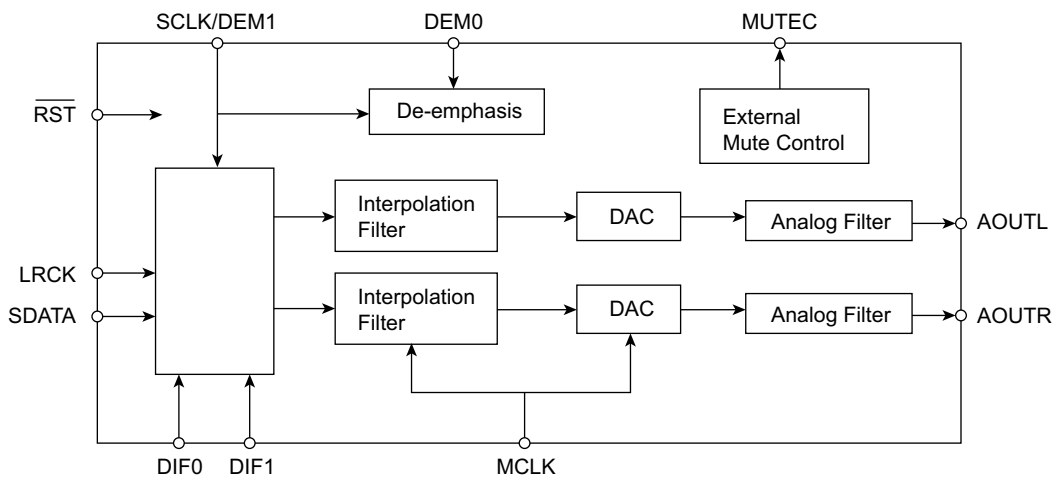 SCLK/DEM1
DEM0
MUTEC
RST
De-emphasis
External
Mute Control
Interpolation
Filter
DAC
Analog Filter
AOUTL
LRCK
SDATA
Interpolation
Filter
DAC
Analog Filter
AOUTR
DIF0
DIF1
MCLK